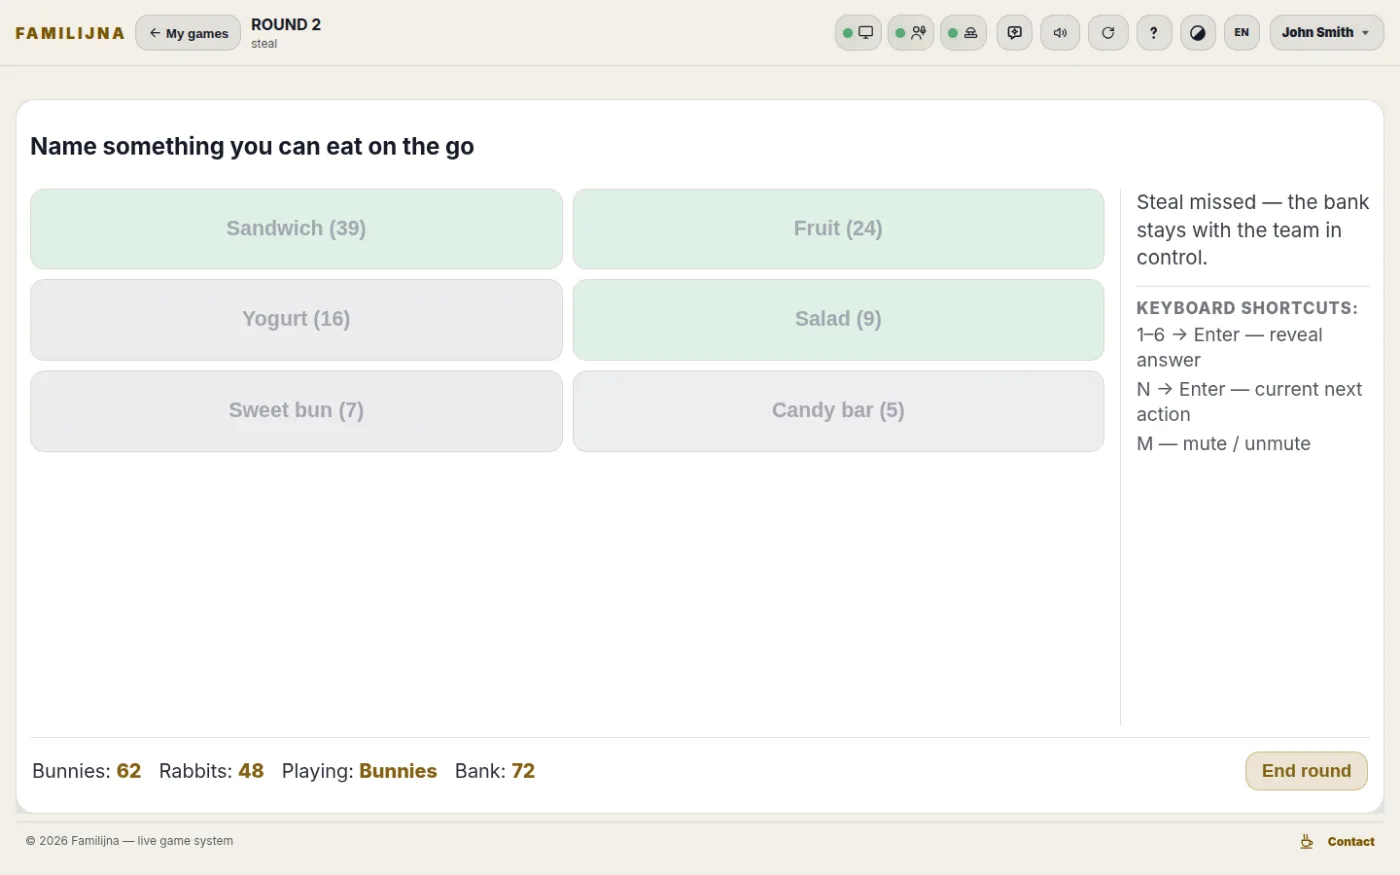 FAMILIJNA
← My games
ROUND 2
steal
?
EN
John Smith
Name something you can eat on the go
Sandwich (39)
Fruit (24)
Yogurt (16)
Salad (9)
Sweet bun (7)
Candy bar (5)
Steal missed — the bank
stays with the team in
control.
KEYBOARD SHORTCUTS:
1–6 → Enter — reveal
answer
N → Enter — current next
action
M — mute / unmute
Bunnies: 62 Rabbits: 48 Playing: Bunnies Bank: 72
End round
© 2026 Familijna — live game system
Contact